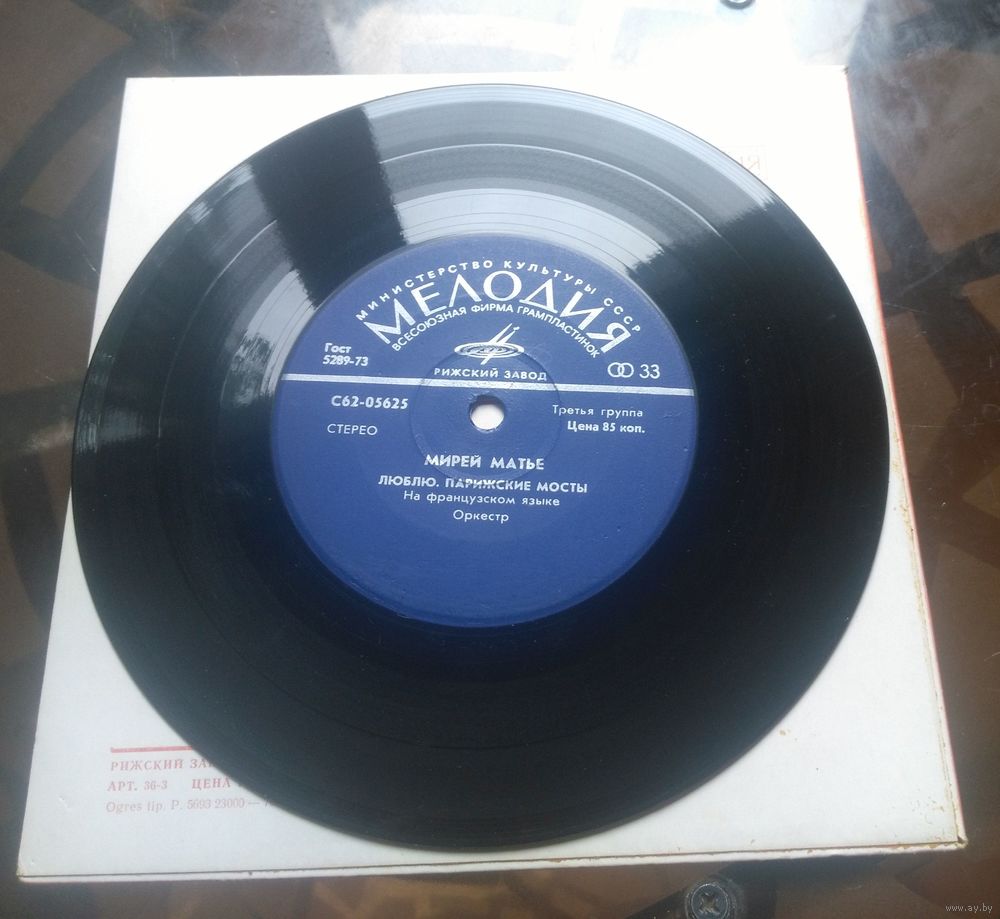 МИНИСТЕРСТВО КУЛЬТУРЫ СССР
МЕЛОДИЯ
ВСЕСОЮЗНАЯ ФИРМА ГРАМПЛАСТИНОК
Гост
5289-73
РИЖСКИЙ ЗАВОД
33
С62-05625
Третья группа
СТЕРЕО
Цена 85 коп.
МИРЕЙ МАТЬЕ
ЛЮБЛЮ. ПАРИЖСКИЕ МОСТЫ
На французском языке
Оркестр
РИЖСКИЙ
АРТ. 36-3 ЦЕНА
Ogres tip. P. 5693 23000 —
www.ay.by